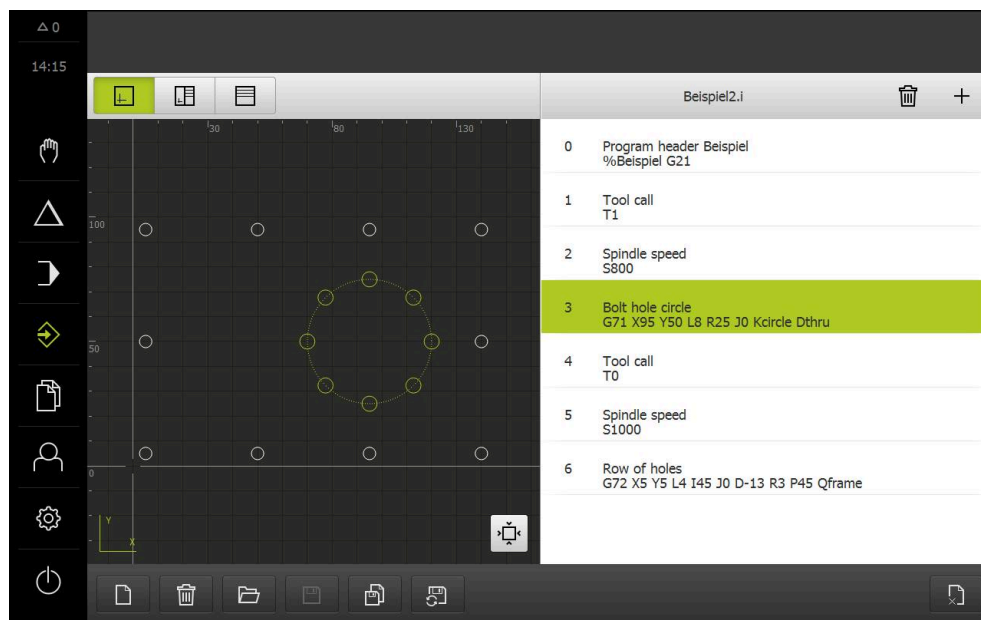 0
14:15
Beispiel2.i
30
80
130
100
50
0
Y
X
0 Program header Beispiel
%Beispiel G21
1 Tool call
T1
2 Spindle speed
S800
3 Bolt hole circle
G71 X95 Y50 L8 R25 J0 Kcircle Dthru
4 Tool call
T0
5 Spindle speed
S1000
6 Row of holes
G72 X5 Y5 L4 I45 J0 D-13 R3 P45 Qframe